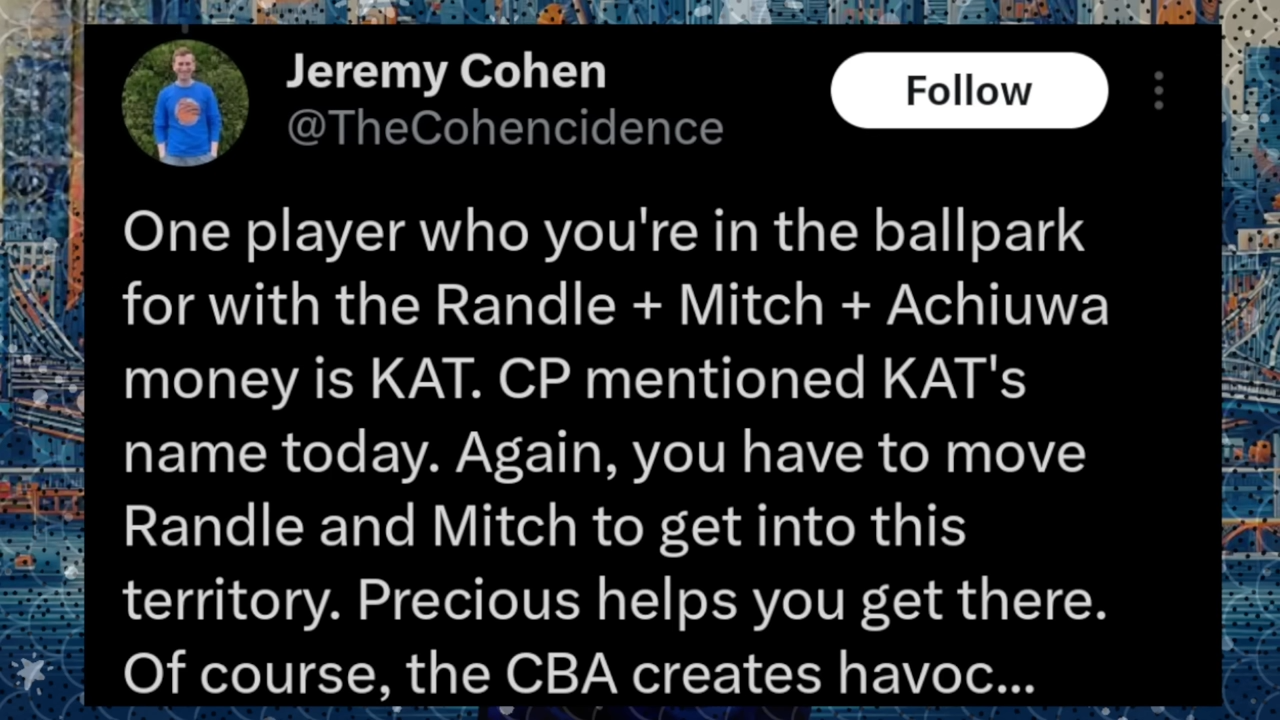 Jeremy Cohen
@TheCohencidence
Follow
One player who you're in the ballpark
for with the Randle + Mitch + Achiuwa
money is KAT. CP mentioned KAT's
name today. Again, you have to move
Randle and Mitch to get into this
territory. Precious helps you get there.
Of course, the CBA creates havoc...